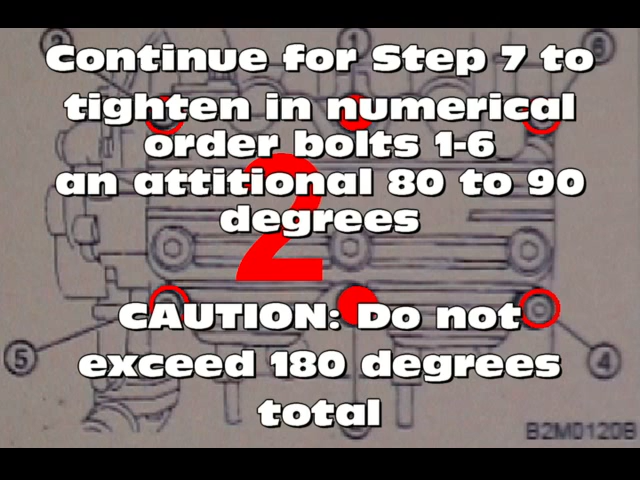 Continue for Step 7 to
tighten in numerical
order bolts 1-6
an attitional 80 to 90
degrees
2
CAUTION: Do not
exceed 180 degrees
total
5
4
B2M0120B